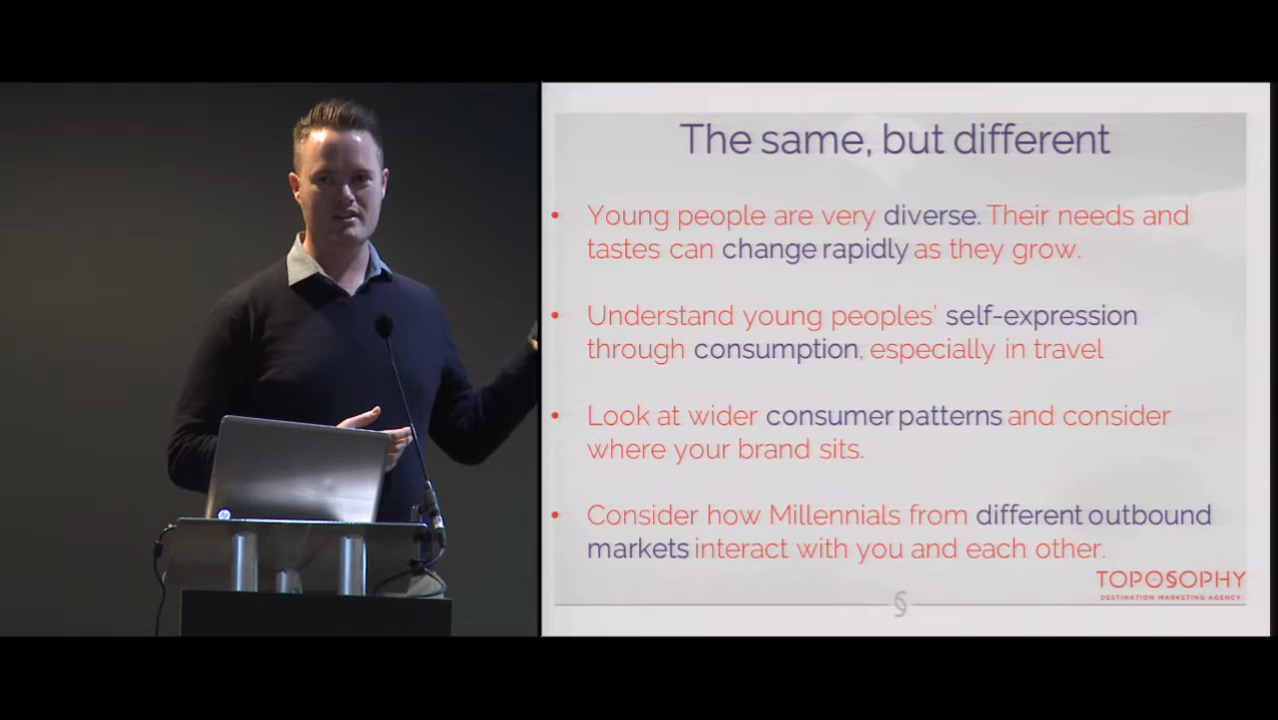 The same, but different
• Young people are very diverse. Their needs and
tastes can change rapidly as they grow.
• Understand young peoples' self-expression
through consumption, especially in travel
• Look at wider consumer patterns and consider
where your brand sits.
• Consider how Millennials from different outbound
markets interact with you and each other.
TOPOSOPHY
DESTINATION MARKETING AGENCY